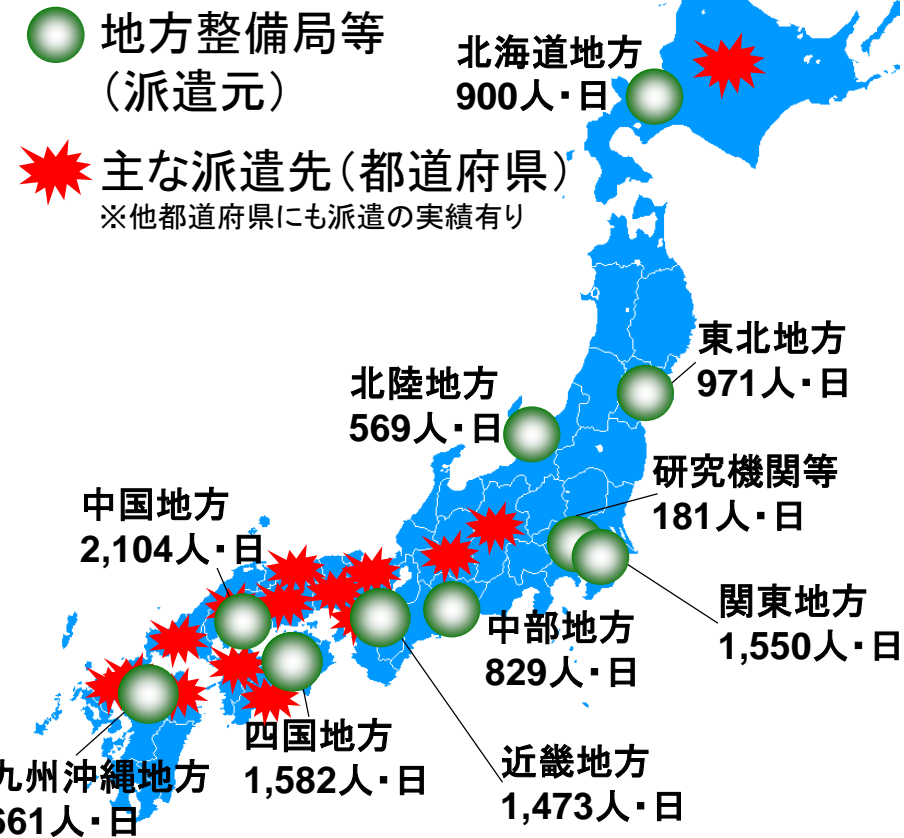 地方整備局等
（派遣元）
主な派遣先（都道府県）
※他都道府県にも派遣の実績有り
北海道地方
900人・日
東北地方
971人・日
北陸地方
569人・日
研究機関等
181人・日
中国地方
2,104人・日
関東地方
1,550人・日
中部地方
829人・日
四国地方
1,582人・日
近畿地方
1,473人・日
九州沖縄地方
661人・日